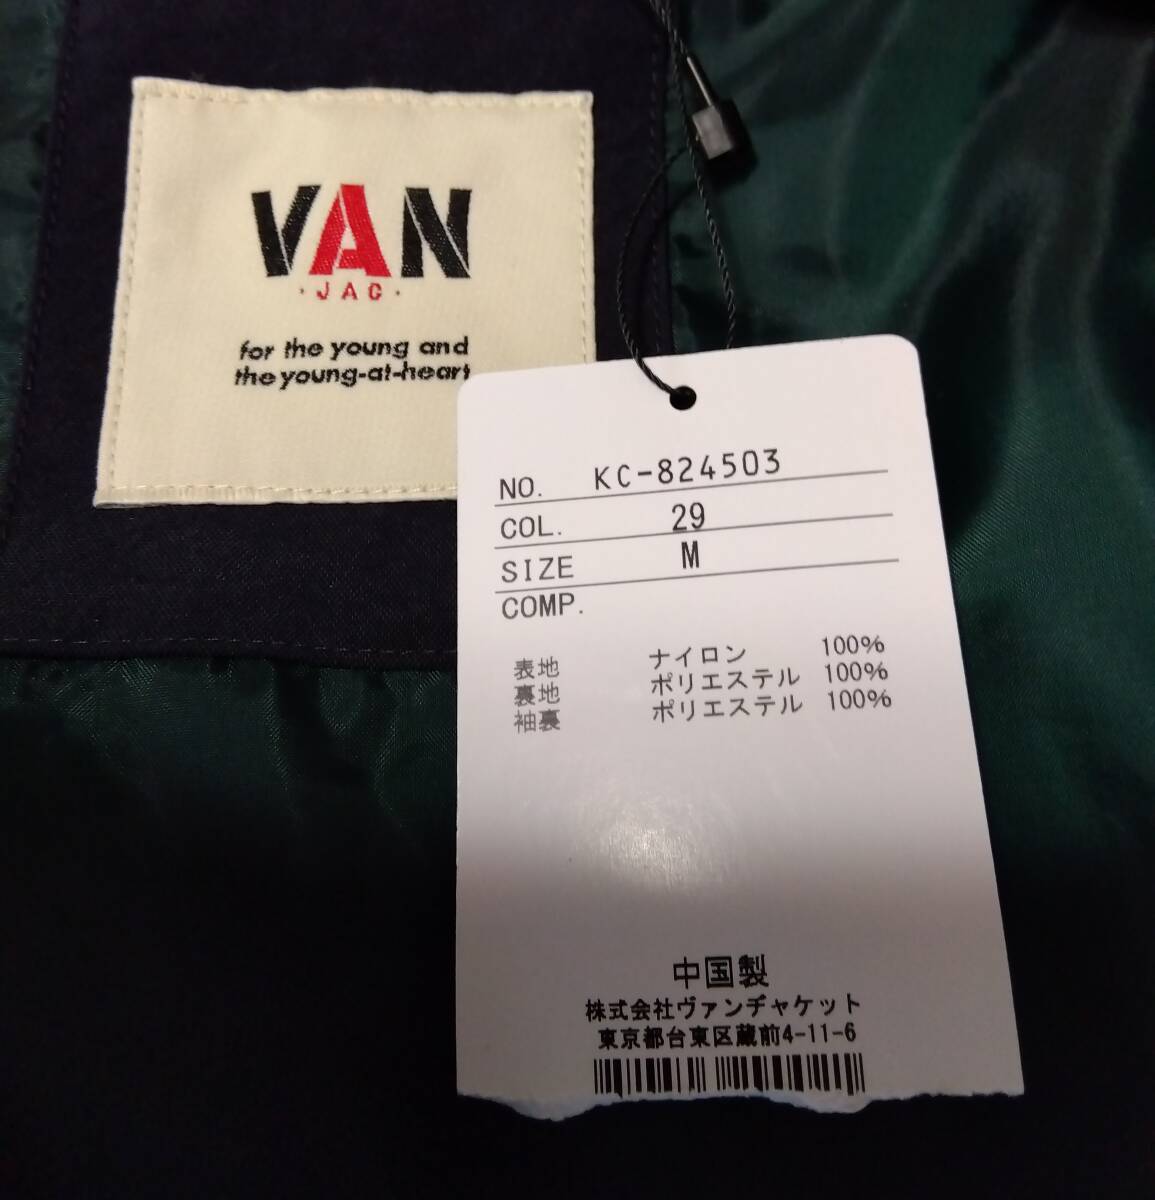 VAN
・JAC・
for the young and
the young-at-heart
NO. KC-824503
COL. 29
SIZE M
COMP.
表地 ナイロン 100%
裏地 ポリエステル 100%
袖裏 ポリエステル 100%
中国製
株式会社ヴァンヂャケット
東京都台東区蔵前4-11-6